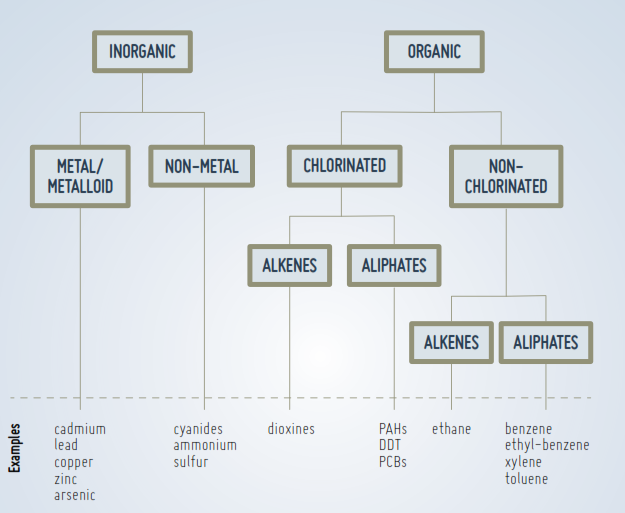 INORGANIC
ORGANIC
METAL/
METALLOID
NON-METAL
CHLORINATED
NON-
CHLORINATED
ALKENES
ALIPHATES
ALKENES
ALIPHATES
Examples
cadmium
lead
copper
zinc
arsenic
cyanides
ammonium
sulfur
dioxines
PAHs
DDT
PCBs
ethane
benzene
ethyl-benzene
xylene
toluene